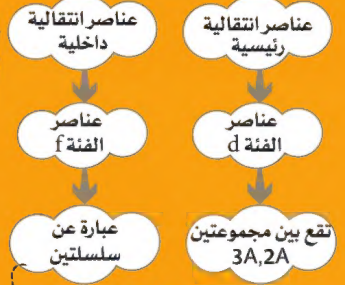 عناصر انتقالية
رئيسية
عناصر
الفئة d
تقع بين مجموعتين
3A,2A
عناصر انتقالية
داخلية
عناصر
الفئة f
عبارة عن
سلسلتين